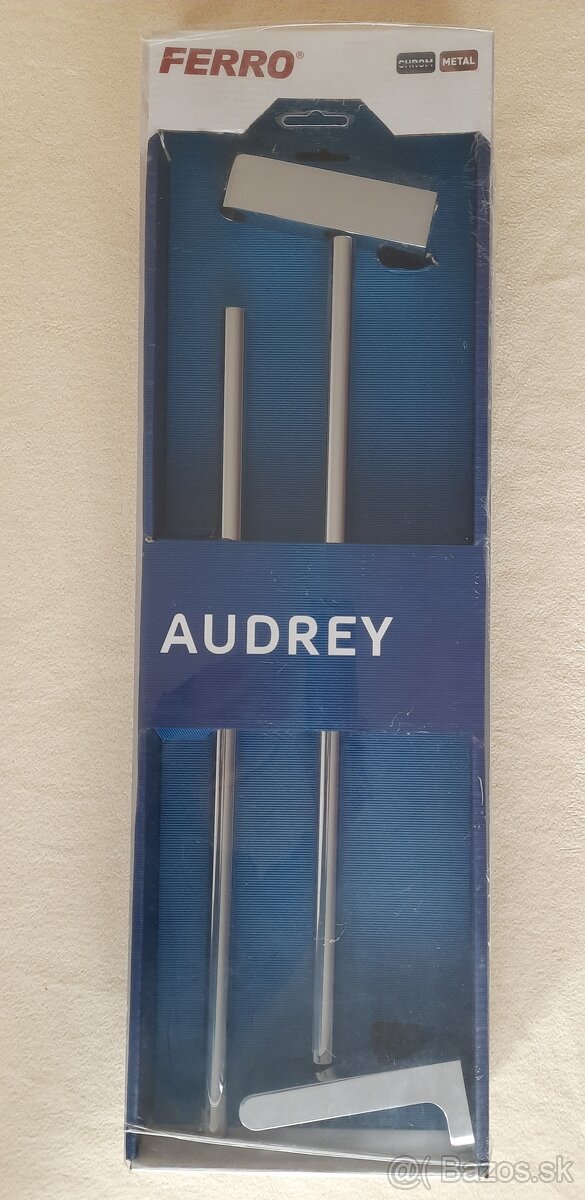 FERRO®
CHROM METAL
AUDREY
@( Bazos.sk